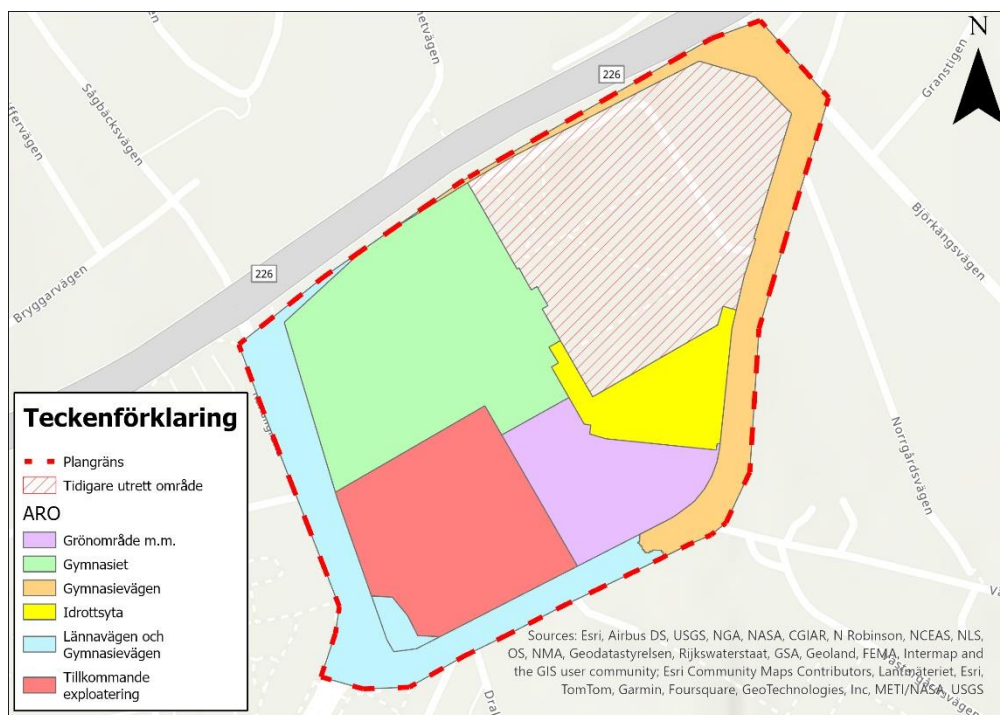 N
226
226
226
Sågbäcksvägen
Granstigen
Björkängsvägen
Bryggarvägen
Norrgårdsvägen
Teckenförklaring
Plangräns
Tidigare utrett område
ARO
Grönområde m.m.
Gymnasiet
Gymnasievägen
Idrottsyta
Lännavägen och
Gymnasievägen
Tillkommande
exploatering
Sources: Esri, Airbus DS, USGS, NGA, NASA, CGIAR, N Robinson, NCEAS, NLS,
OS, NMA, Geodatastyrelsen, Rijkswaterstaat, GSA, Geoland, FEMA, Intermap and
the GIS user community; Esri Community Maps Contributors, Lantmäteriet, Esri,
TomTom, Garmin, Foursquare, GeoTechnologies, Inc, METI/NASA, USGS